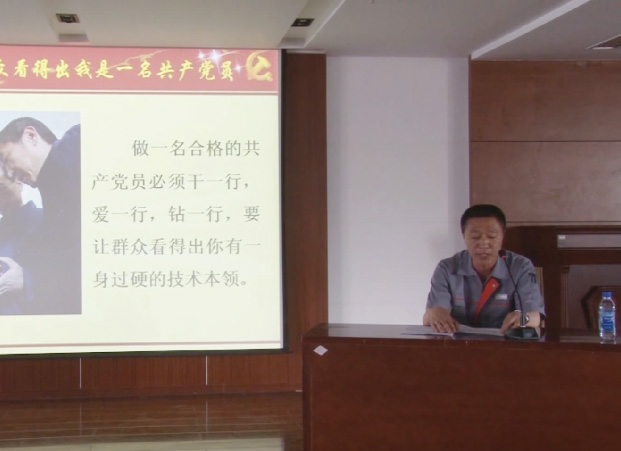 看得出我是一名共产党员
做一名合格的共
产党员必须干一行，
爱一行，钻一行，要
让群众看得出你有一
身过硬的技术本领。